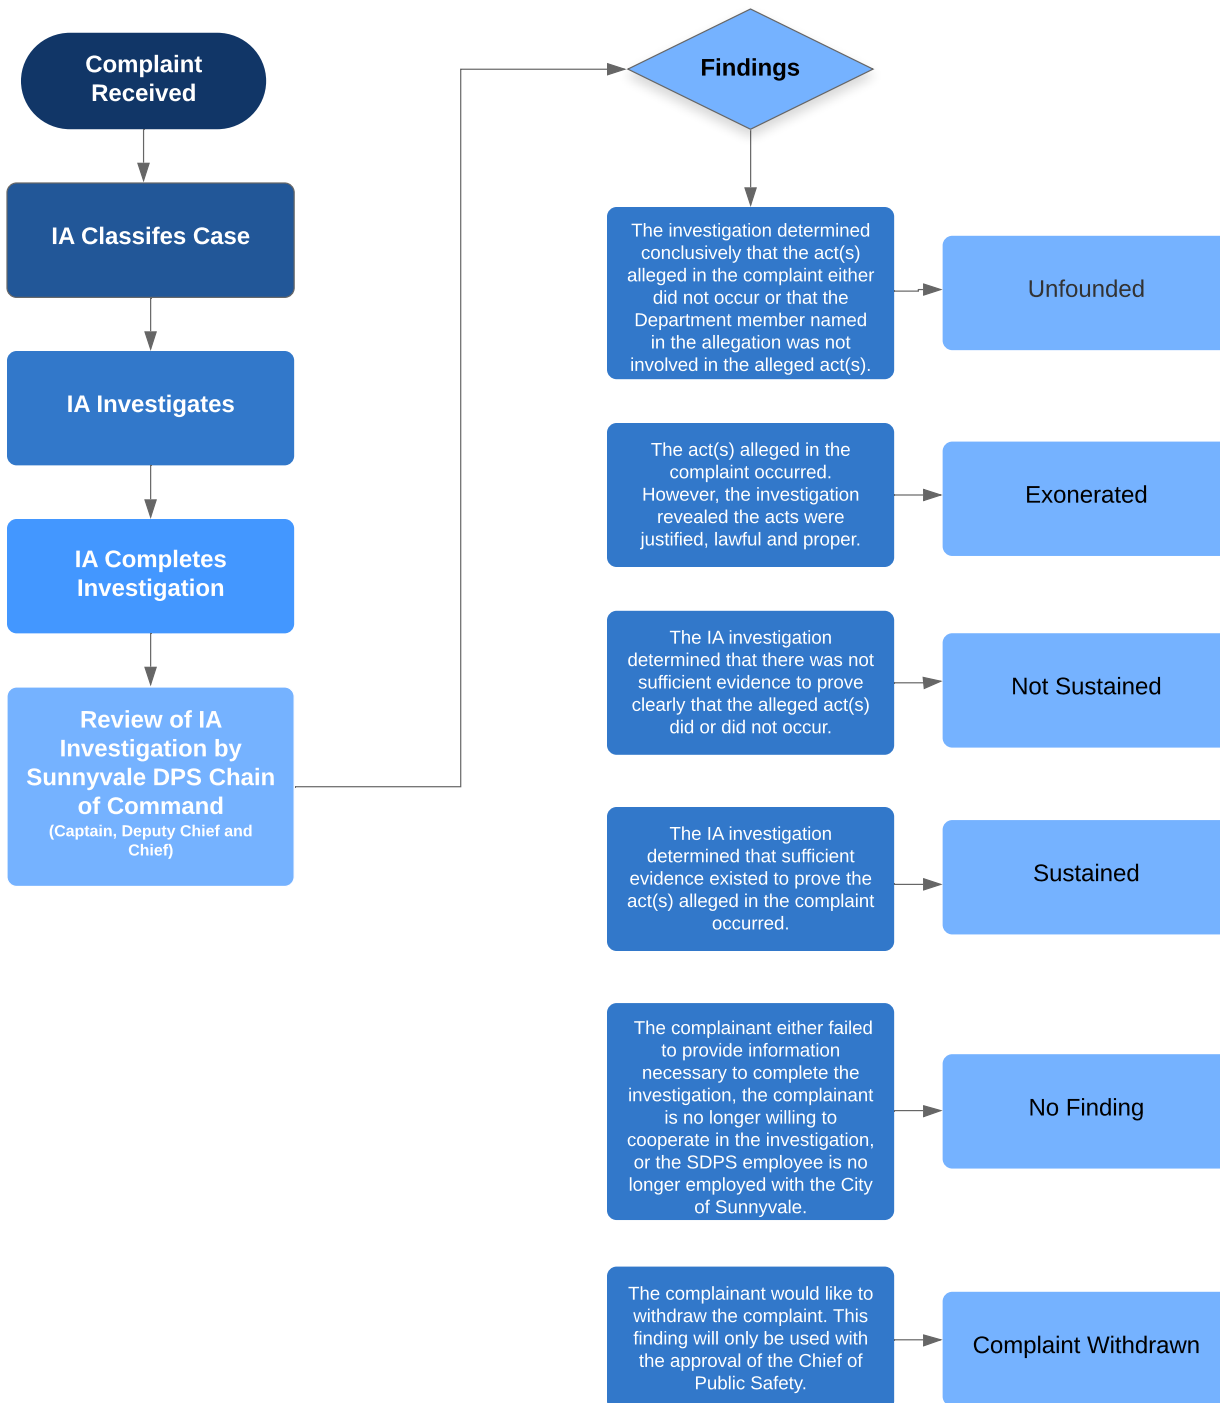 Complaint
Received
IA Classifes Case
IA Investigates
IA Completes
Investigation
Review of IA
Investigation by
Sunnyvale DPS Chain
of Command
(Captain, Deputy Chief and
Chief)
Findings
The investigation determined
conclusively that the act(s)
alleged in the complaint either
did not occur or that the
Department member named
in the allegation was not
involved in the alleged act(s).
Unfounded
The act(s) alleged in the
complaint occurred.
However, the investigation
revealed the acts were
justified, lawful and proper.
Exonerated
The IA investigation
determined that there was not
sufficient evidence to prove
clearly that the alleged act(s)
did or did not occur.
Not Sustained
The IA investigation
determined that sufficient
evidence existed to prove the
act(s) alleged in the complaint
occurred.
Sustained
The complainant either failed
to provide information
necessary to complete the
investigation, the complainant
is no longer willing to
cooperate in the investigation,
or the SDPS employee is no
longer employed with the City
of Sunnyvale.
No Finding
The complainant would like to
withdraw the complaint. This
finding will only be used with
the approval of the Chief of
Public Safety.
Complaint Withdrawn